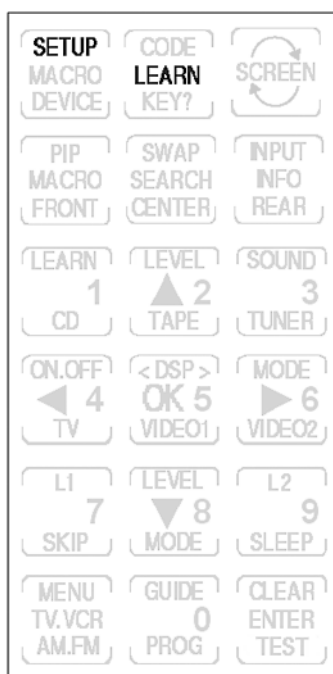 SETUP CODE
MACRO LEARN SCREEN
DEVICE KEY?
PIP SWAP INPUT
MACRO SEARCH INFO
FRONT CENTER REAR
LEARN LEVEL SOUND
1 ▲ 2 3
CD TAPE TUNER
ON.OFF < DSP > MODE
◀ 4 OK 5 ▶ 6
TV VIDEO1 VIDEO2
L1 LEVEL L2
7 ▼ 8 9
SKIP MODE SLEEP
MENU GUIDE CLEAR
TV.VCR 0 ENTER
AM.FM PROG TEST